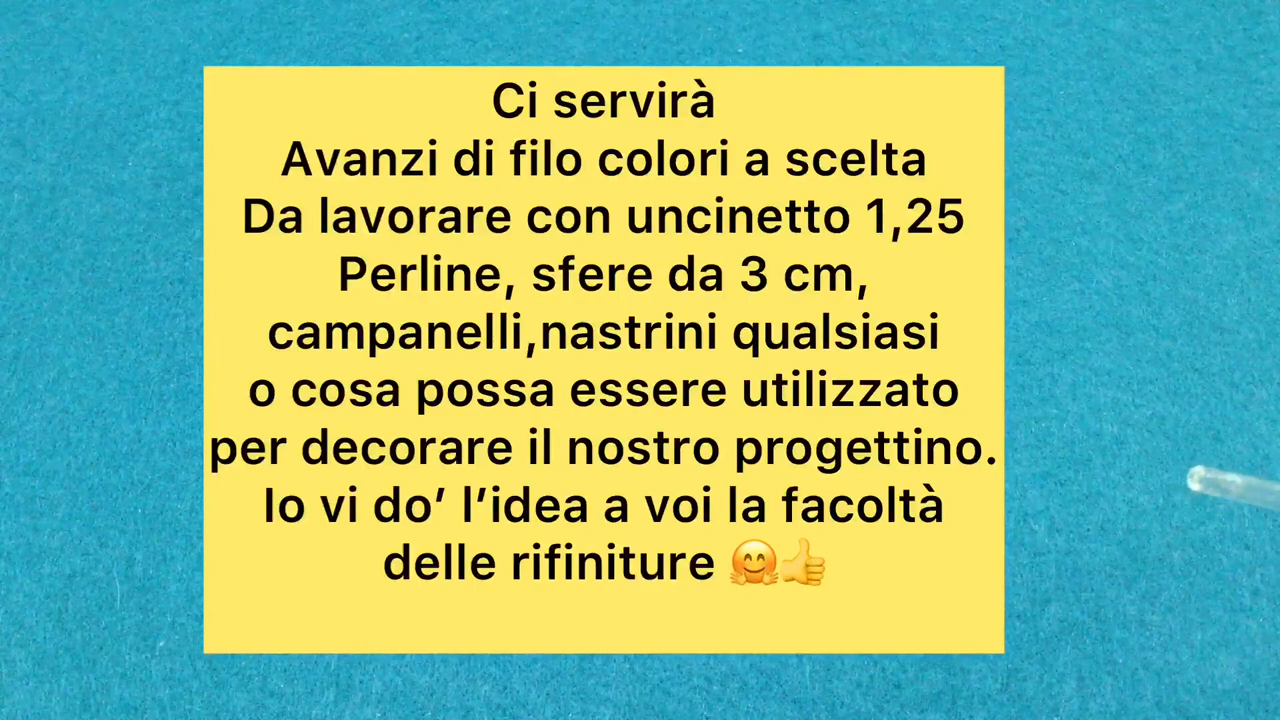 Ci servirà
Avanzi di filo colori a scelta
Da lavorare con uncinetto 1,25
Perline, sfere da 3 cm,
campanelli,nastrini qualsiasi
o cosa possa essere utilizzato
per decorare il nostro progettino.
Io vi do’ l’idea a voi la facoltà
delle rifiniture 🤗👍